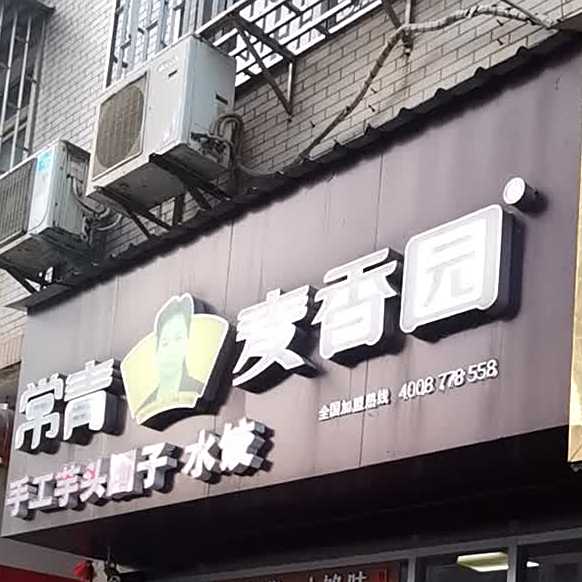 常青 麦香园
全国加盟热线 4008 778 558
手工芋头圆子 水饺